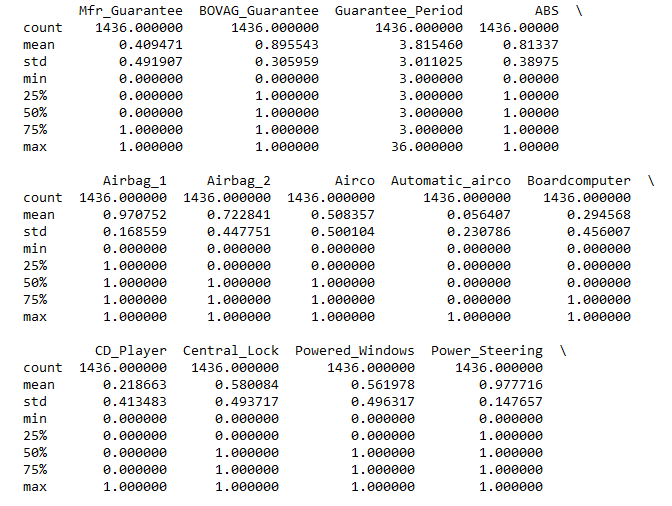 Mfr_Guarantee BOVAG_Guarantee Guarantee_Period ABS \
count 1436.000000 1436.000000 1436.000000 1436.00000
mean 0.409471 0.895543 3.815460 0.81337
std 0.491907 0.305959 3.011025 0.38975
min 0.000000 0.000000 3.000000 0.00000
25% 0.000000 1.000000 3.000000 1.00000
50% 0.000000 1.000000 3.000000 1.00000
75% 1.000000 1.000000 3.000000 1.00000
max 1.000000 1.000000 36.000000 1.00000
Airbag_1 Airbag_2 Airco Automatic_airco Boardcomputer \
count 1436.000000 1436.000000 1436.000000 1436.000000 1436.000000
mean 0.970752 0.722841 0.508357 0.056407 0.294568
std 0.168559 0.447751 0.500104 0.230786 0.456007
min 0.000000 0.000000 0.000000 0.000000 0.000000
25% 1.000000 0.000000 0.000000 0.000000 0.000000
50% 1.000000 1.000000 1.000000 0.000000 0.000000
75% 1.000000 1.000000 1.000000 0.000000 1.000000
max 1.000000 1.000000 1.000000 1.000000 1.000000
CD_Player Central_Lock Powered_Windows Power_Steering \
count 1436.000000 1436.000000 1436.000000 1436.000000
mean 0.218663 0.580084 0.561978 0.977716
std 0.413483 0.493717 0.496317 0.147657
min 0.000000 0.000000 0.000000 0.000000
25% 0.000000 0.000000 0.000000 1.000000
50% 0.000000 1.000000 1.000000 1.000000
75% 0.000000 1.000000 1.000000 1.000000
max 1.000000 1.000000 1.000000 1.000000